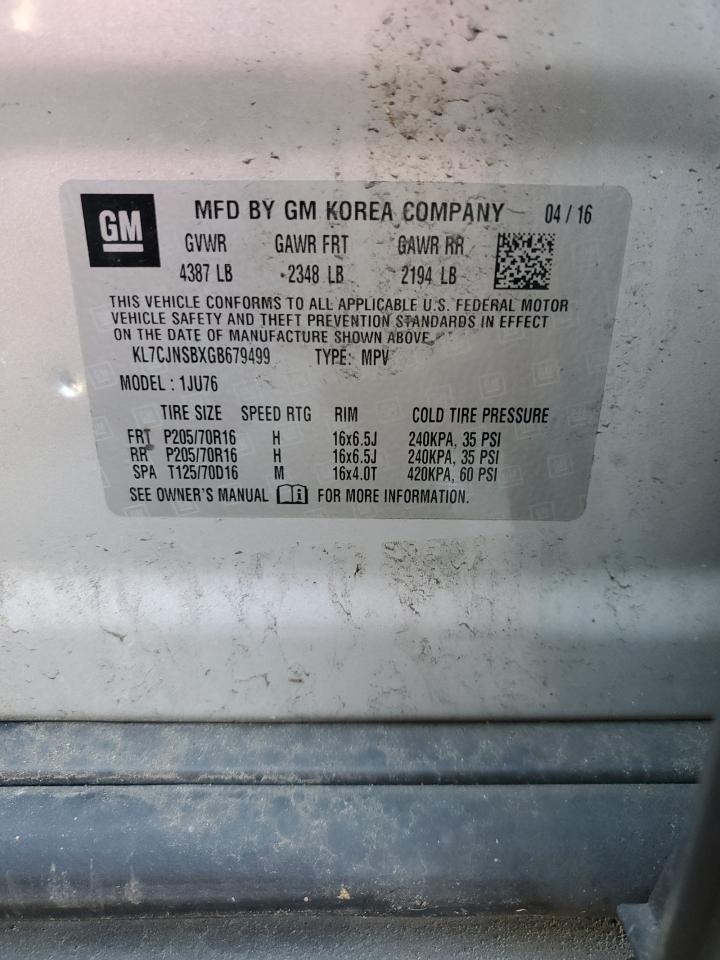 GM MFD BY GM KOREA COMPANY 04 / 16
GVWR GAWR FRT GAWR RR
4387 LB 2348 LB 2194 LB
THIS VEHICLE CONFORMS TO ALL APPLICABLE U.S. FEDERAL MOTOR
VEHICLE SAFETY AND THEFT PREVENTION STANDARDS IN EFFECT
ON THE DATE OF MANUFACTURE SHOWN ABOVE.
KL7CJNSBXGB679499 TYPE: MPV
MODEL : 1JU76
TIRE SIZE SPEED RTG RIM COLD TIRE PRESSURE
FRT P205/70R16 H 16x6.5J 240KPA, 35 PSI
RR P205/70R16 H 16x6.5J 240KPA, 35 PSI
SPA T125/70D16 M 16x4.0T 420KPA, 60 PSI
SEE OWNER'S MANUAL FOR MORE INFORMATION.